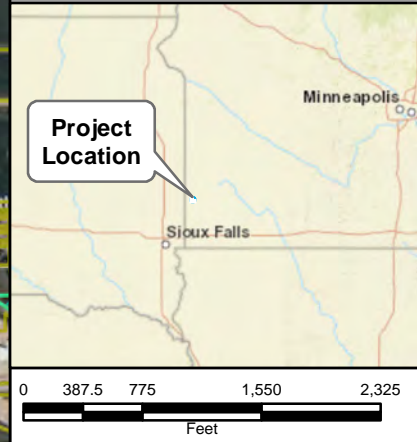 Minneapolis
Project
Location
Sioux Falls
0 387.5 775 1,550 2,325
Feet